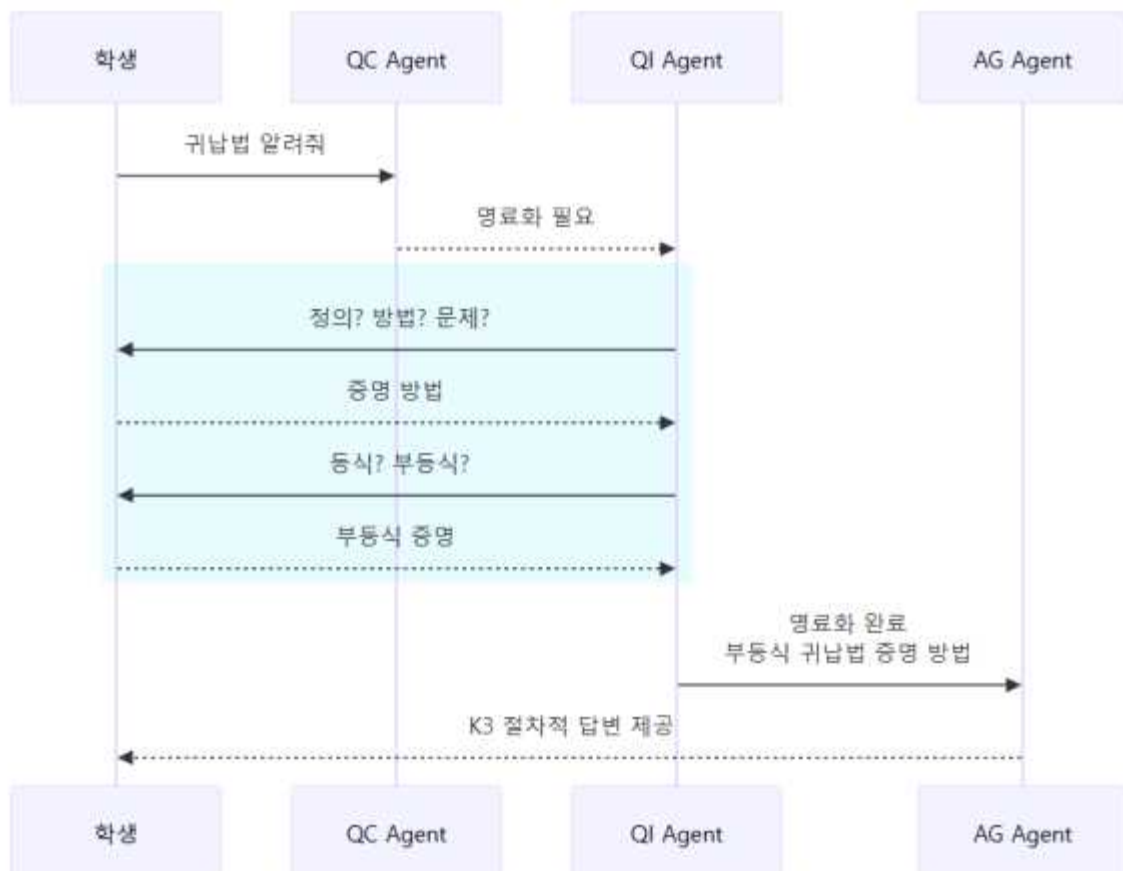 학생
QC Agent
QI Agent
AG Agent
귀납법 알려줘
명료화 필요
정의? 방법? 문제?
증명 방법
등식? 부등식?
부등식 증명
명료화 완료
부등식 귀납법 증명 방법
K3 절차적 답변 제공
학생
QC Agent
QI Agent
AG Agent